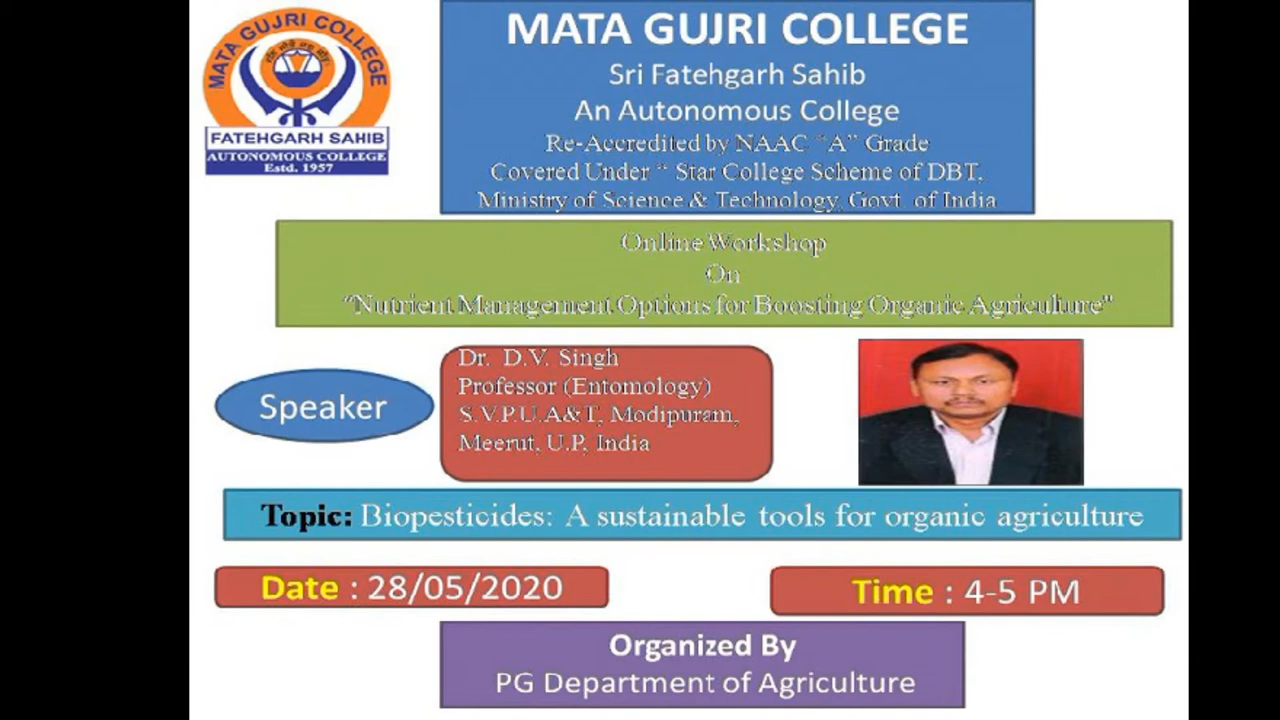 MATA GUJRI COLLEGE
FATEHGARH SAHIB
AUTONOMOUS COLLEGE
Estd. 1957
MATA GUJRI COLLEGE
Sri Fatehgarh Sahib
An Autonomous College
Re-Accredited by NAAC "A" Grade
Covered Under " Star College Scheme of DBT,
Ministry of Science & Technology, Govt. of India
Online Workshop
On
"Nutrient Management Options for Boosting Organic Agriculture"
Speaker
Dr. D.V. Singh
Professor (Entomology)
S.V.P.U.A&T, Modipuram,
Meerut, U.P, India
Topic: Biopesticides: A sustainable tools for organic agriculture
Date : 28/05/2020
Time : 4-5 PM
Organized By
PG Department of Agriculture